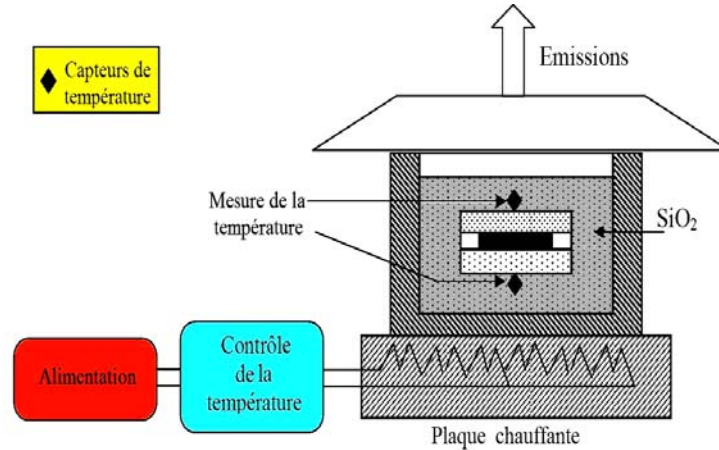 Capteurs de
température
Emissions
Mesure de la
température
SiO₂
Alimentation
Contrôle
de la
température
Plaque chauffante